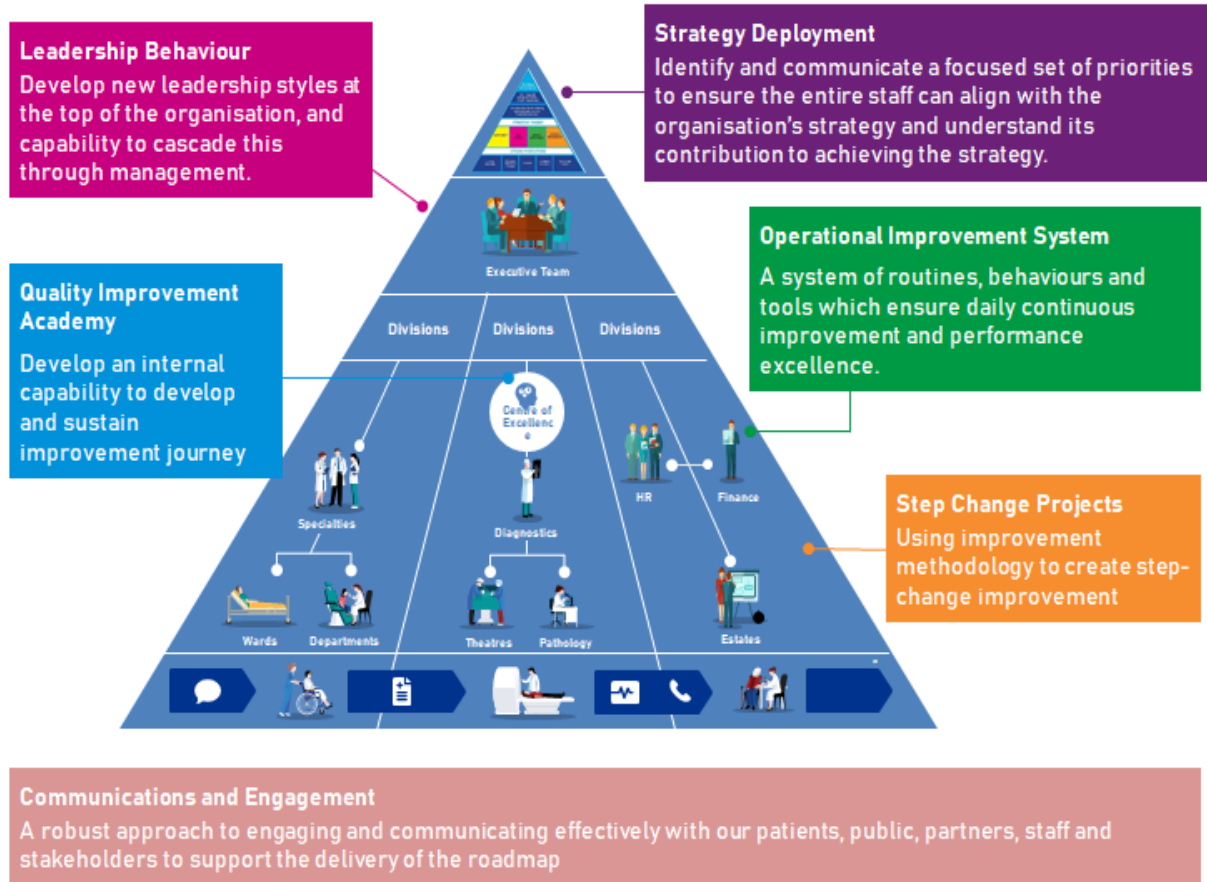 Leadership Behaviour
Develop new leadership styles at
the top of the organisation, and
capability to cascade this
through management.
Strategy Deployment
Identify and communicate a focused set of priorities
to ensure the entire staff can align with the
organisation's strategy and understand its
contribution to achieving the strategy.
Executive Team
Operational Improvement System
A system of routines, behaviours and
tools which ensure daily continuous
improvement and performance
excellence.
Quality Improvement
Academy
Develop an internal
capability to develop
and sustain
improvement journey
Divisions
Divisions
Divisions
Centre of
Excellenc
e
HR
Finance
Specialties
Diagnostics
Step Change Projects
Using improvement
methodology to create step-
change improvement
Wards
Departments
Theatres
Pathology
Estates
Communications and Engagement
A robust approach to engaging and communicating effectively with our patients, public, partners, staff and
stakeholders to support the delivery of the roadmap